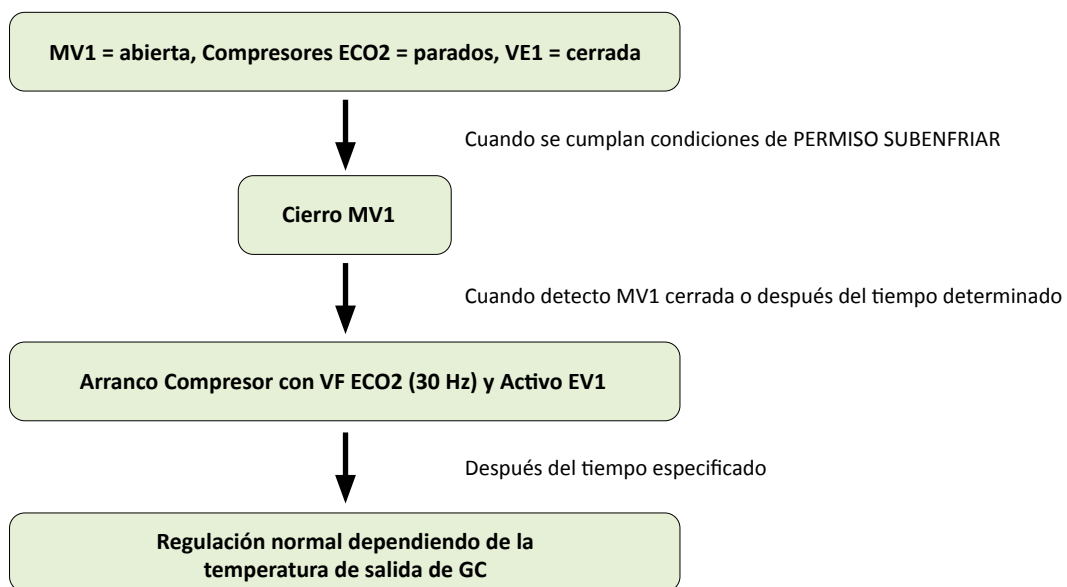 MV1 = abierta, Compresores ECO2 = parados, VE1 = cerrada
Cuando se cumplan condiciones de PERMISO SUBENFRIAR
Cierro MV1
Cuando detecto MV1 cerrada o después del tiempo determinado
Arranco Compresor con VF ECO2 (30 Hz) y Activo EV1
Después del tiempo especificado
Regulación normal dependiendo de la
temperatura de salida de GC